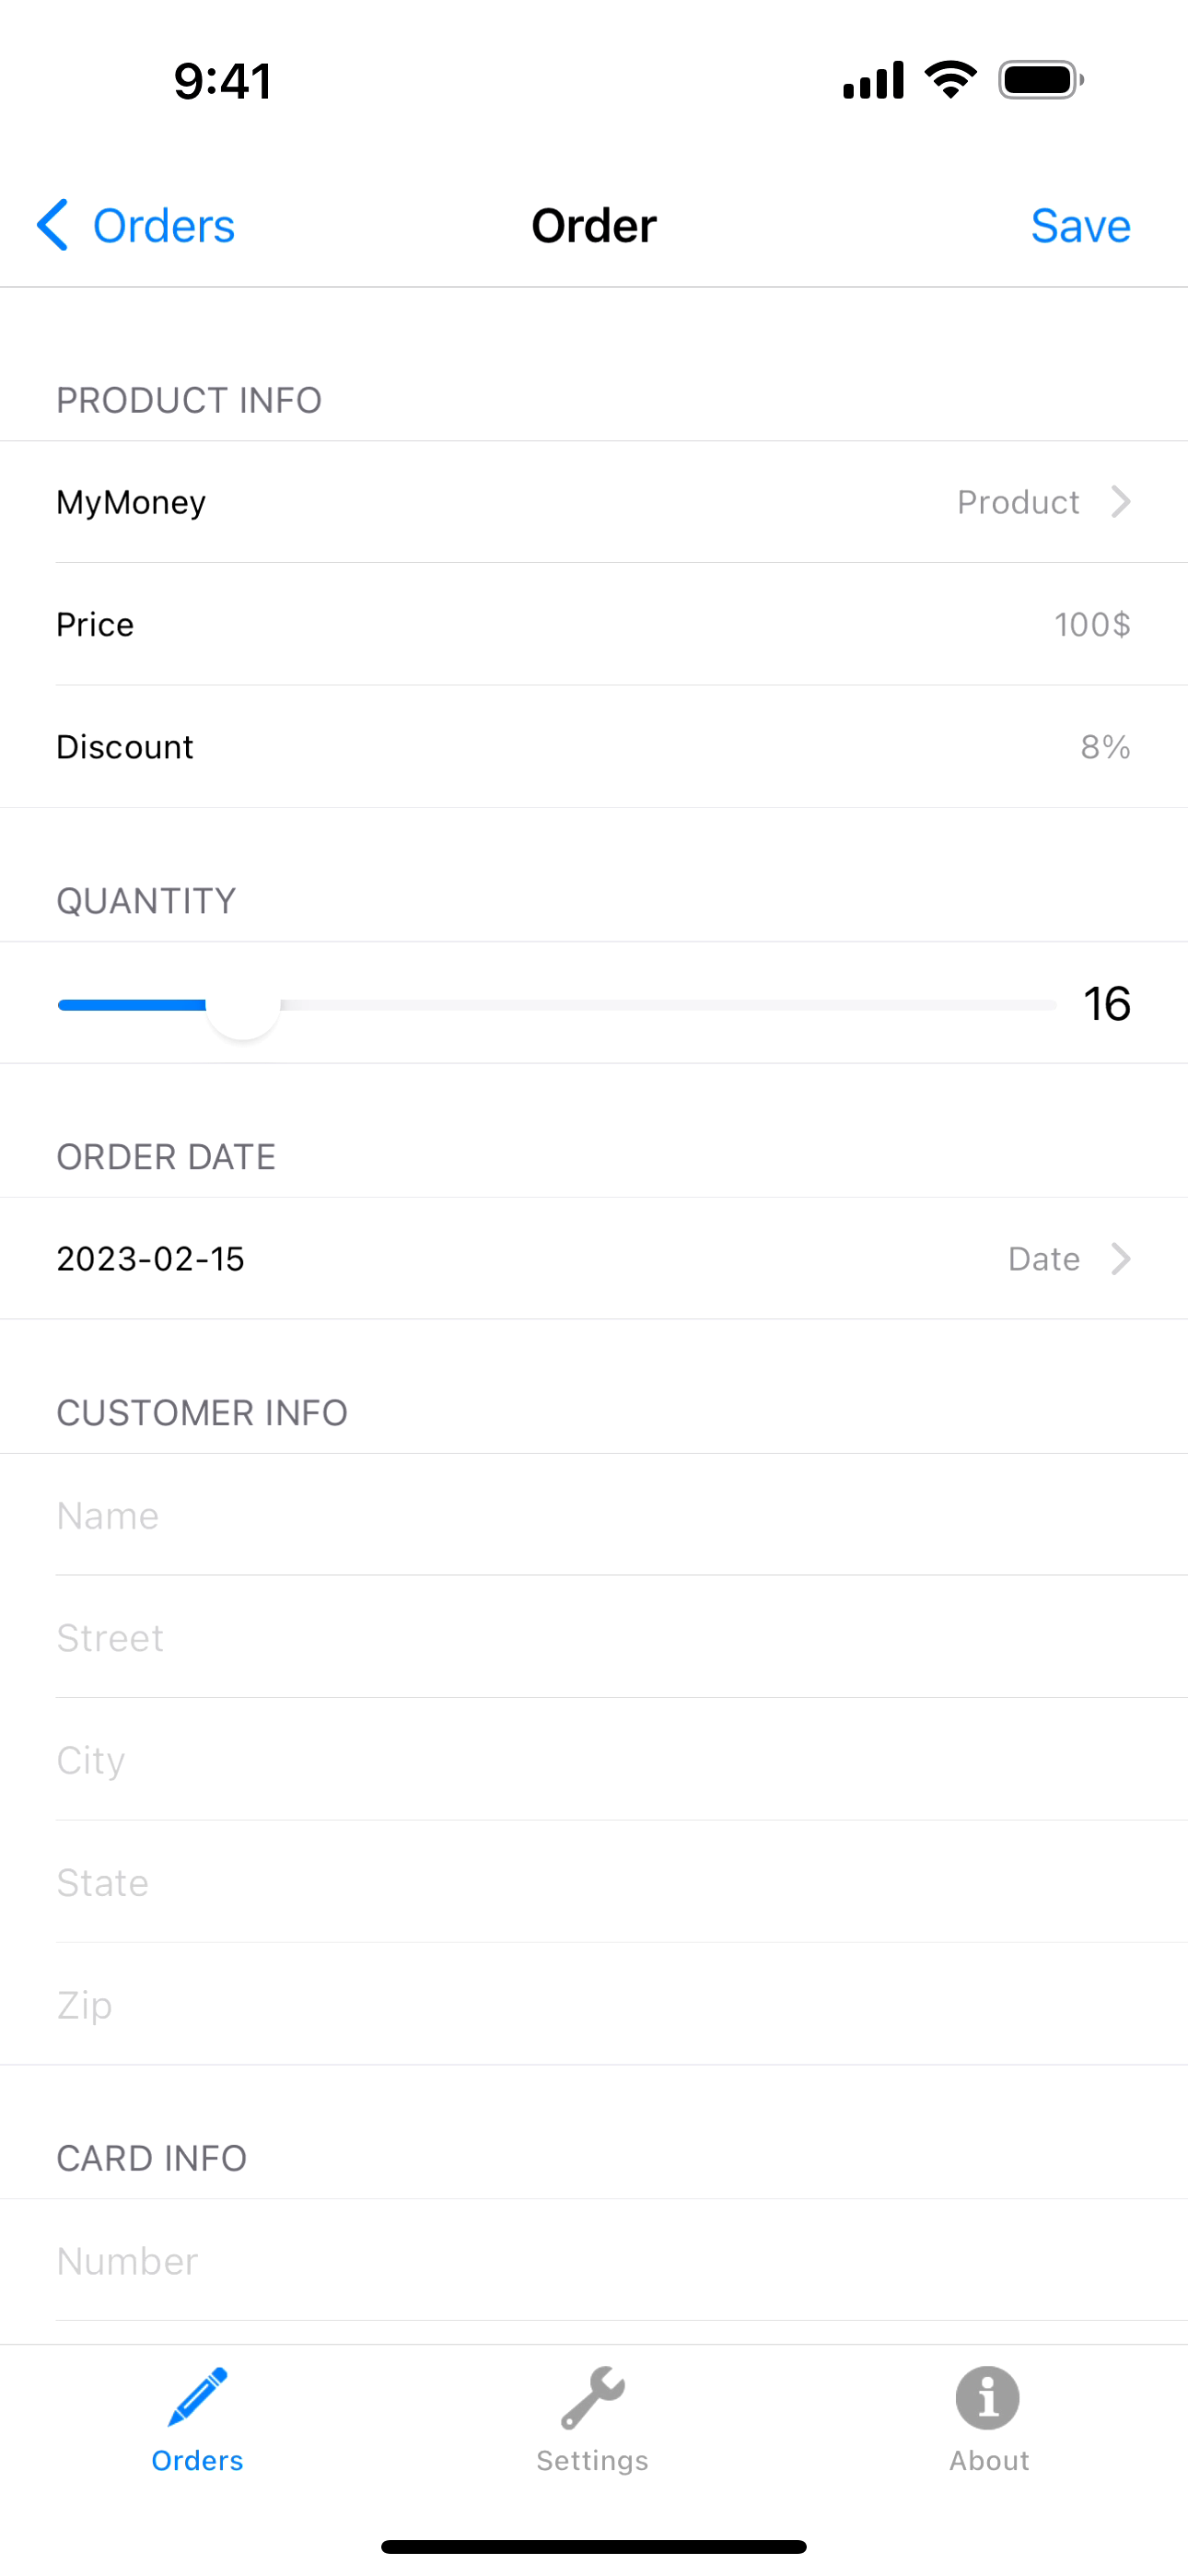 9:41
Orders Order Save
PRODUCT INFO
MyMoney Product
Price 100$
Discount 8%
QUANTITY
16
ORDER DATE
2023-02-15 Date
CUSTOMER INFO
Name
Street
City
State
Zip
CARD INFO
Number
Orders Settings About